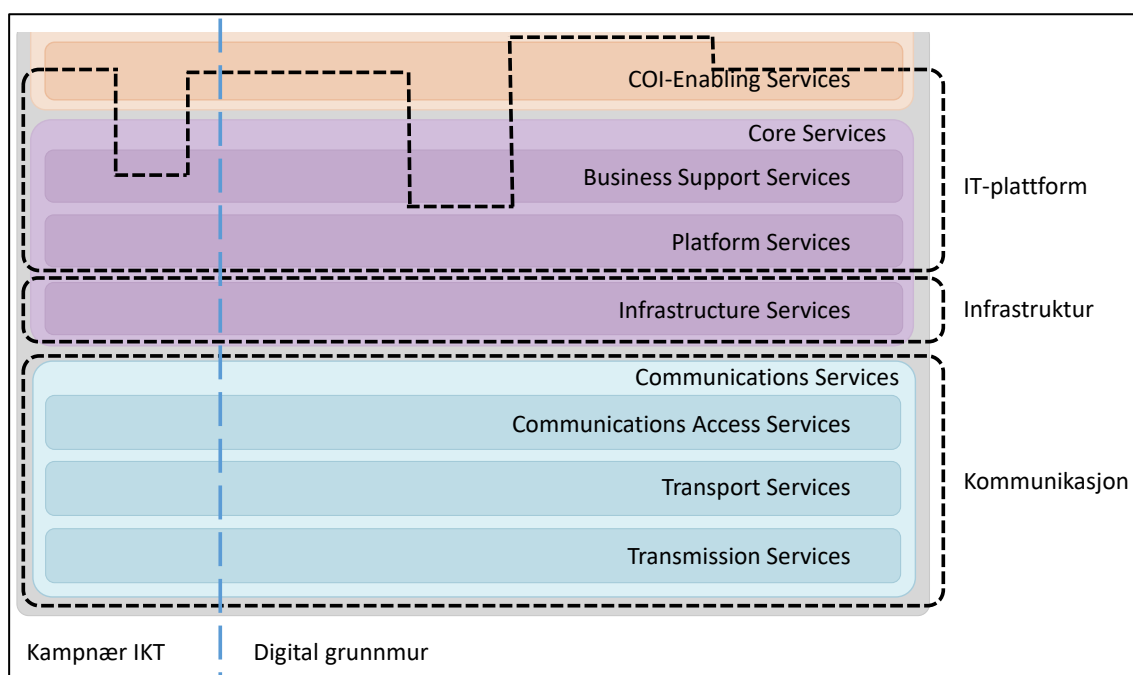 COI-Enabling Services
Core Services
Business Support Services
IT-plattform
Platform Services
Infrastructure Services
Infrastruktur
Communications Services
Communications Access Services
Transport Services
Kommunikasjon
Transmission Services
Kampnær IKT
Digital grunnmur